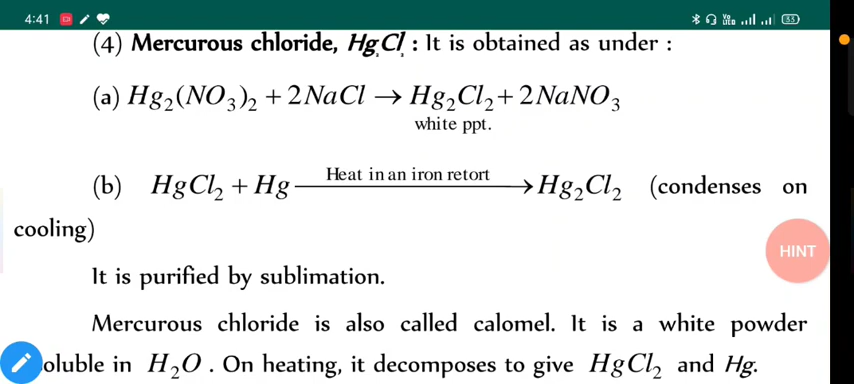 4:41 83
(4) Mercurous chloride, Hg₂Cl₂ : It is obtained as under :
(a) Hg₂(NO₃)₂ + 2NaCl → Hg₂Cl₂ + 2NaNO₃
white ppt.
Heat in an iron retort
(b) HgCl₂ + Hg ⟶ Hg₂Cl₂ (condenses on
cooling)
HINT
It is purified by sublimation.
Mercurous chloride is also called calomel. It is a white powder
oluble in H₂O . On heating, it decomposes to give HgCl₂ and Hg.